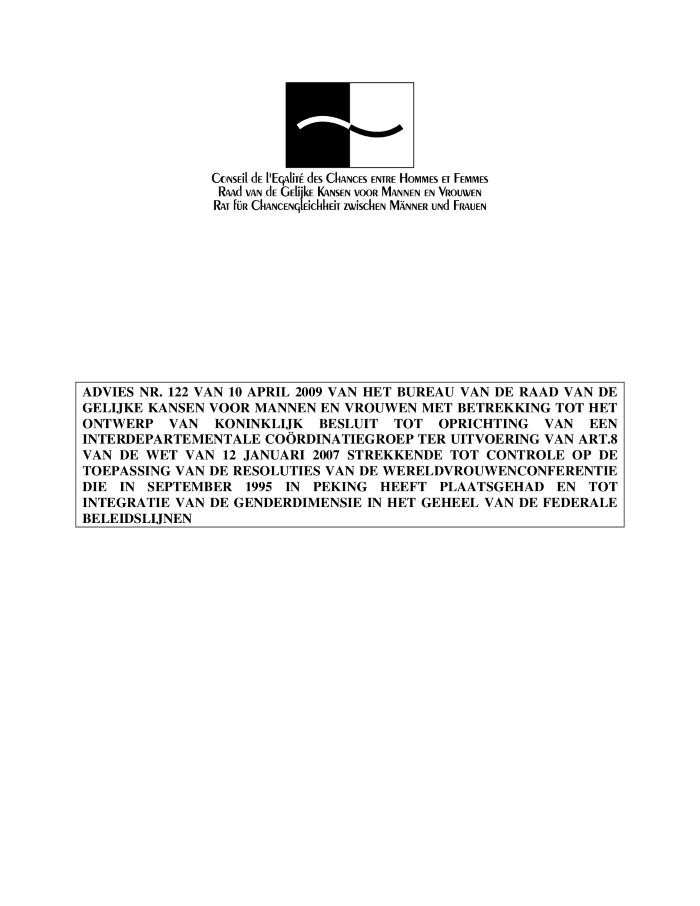 Conseil de l'Egalité des Chances entre Hommes et Femmes
Raad van de Gelijke Kansen voor Mannen en Vrouwen
Rat für Chancengleichheit zwischen Männer und Frauen
ADVIES NR. 122 VAN 10 APRIL 2009 VAN HET BUREAU VAN DE RAAD VAN DE
GELIJKE KANSEN VOOR MANNEN EN VROUWEN MET BETREKKING TOT HET
ONTWERP VAN KONINKLIJK BESLUIT TOT OPRICHTING VAN EEN
INTERDEPARTEMENTALE COÖRDINATIEGROEP TER UITVOERING VAN ART.8
VAN DE WET VAN 12 JANUARI 2007 STREKKENDE TOT CONTROLE OP DE
TOEPASSING VAN DE RESOLUTIES VAN DE WERELDVROUWENCONFERENTIE
DIE IN SEPTEMBER 1995 IN PEKING HEEFT PLAATSGEHAD EN TOT
INTEGRATIE VAN DE GENDERDIMENSIE IN HET GEHEEL VAN DE FEDERALE
BELEIDSLIJNEN